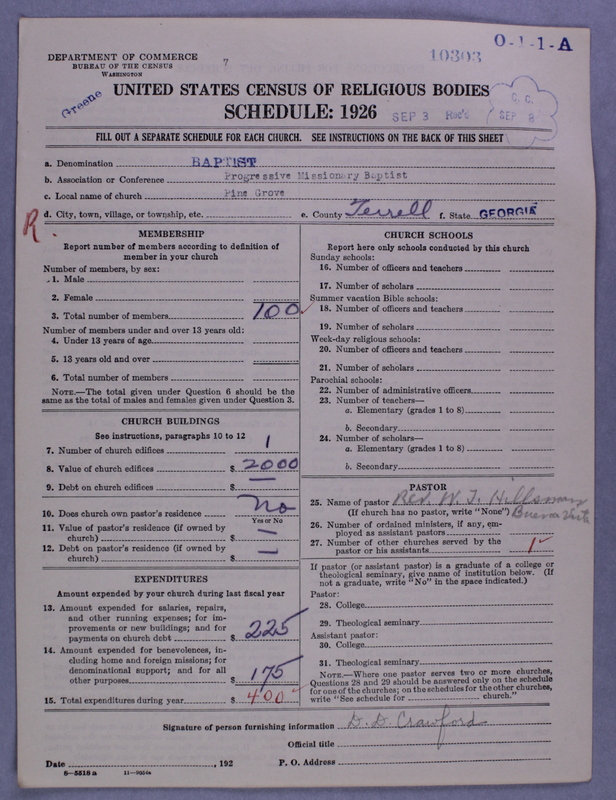 O-1-1-A
10303
DEPARTMENT OF COMMERCE
BUREAU OF THE CENSUS
WASHINGTON
7
Greene
UNITED STATES CENSUS OF RELIGIOUS BODIES
SCHEDULE: 1926
SEP 3 Rec'd
C. C.
SEP 8
FILL OUT A SEPARATE SCHEDULE FOR EACH CHURCH. SEE INSTRUCTIONS ON THE BACK OF THIS SHEET
a. Denomination BAPTIST
b. Association or Conference Progressive Missionary Baptist
c. Local name of church Pine Grove
R. d. City, town, village, or township, etc. e. County Terrell f. State GEORGIA
MEMBERSHIP
Report number of members according to definition of
member in your church
Number of members, by sex:
1. Male
2. Female
3. Total number of members 100
Number of members under and over 13 years old:
4. Under 13 years of age
5. 13 years old and over
6. Total number of members
NOTE.—The total given under Question 6 should be the
same as the total of males and females given under Question 3.
CHURCH BUILDINGS
See instructions, paragraphs 10 to 12
7. Number of church edifices 1
8. Value of church edifices $ 2000
9. Debt on church edifices $ —
10. Does church own pastor's residence No
Yes or No
11. Value of pastor's residence (if owned by
church) $ —
12. Debt on pastor's residence (if owned by
church) $ —
EXPENDITURES
Amount expended by your church during last fiscal year
13. Amount expended for salaries, repairs,
and other running expenses; for im-
provements or new buildings; and for
payments on church debt $ 225
14. Amount expended for benevolences, in-
cluding home and foreign missions; for
denominational support; and for all
other purposes $ 175
15. Total expenditures during year $ 400
CHURCH SCHOOLS
Report here only schools conducted by this church
Sunday schools:
16. Number of officers and teachers
17. Number of scholars
Summer vacation Bible schools:
18. Number of officers and teachers
19. Number of scholars
Week-day religious schools:
20. Number of officers and teachers
21. Number of scholars
Parochial schools:
22. Number of administrative officers
23. Number of teachers—
a. Elementary (grades 1 to 8)
b. Secondary
24. Number of scholars—
a. Elementary (grades 1 to 8)
b. Secondary
PASTOR
25. Name of pastor Rev. W. J. Hillsman
(If church has no pastor, write "None") Buena Vista
26. Number of ordained ministers, if any, em-
ployed as assistant pastors
27. Number of other churches served by the
pastor or his assistants 1
If pastor (or assistant pastor) is a graduate of a college or
theological seminary, give name of institution below. (If
not a graduate, write "No" in the space indicated.)
Pastor:
28. College
29. Theological seminary
Assistant pastor:
30. College
31. Theological seminary
NOTE.—Where one pastor serves two or more churches,
Questions 28 and 29 should be answered only on the schedule
for one of the churches; on the schedules for the other churches,
write "See schedule for church."
Signature of person furnishing information D. D. Crawford
Official title
Date , 192 P. O. Address
8—5518 a 11—9054a